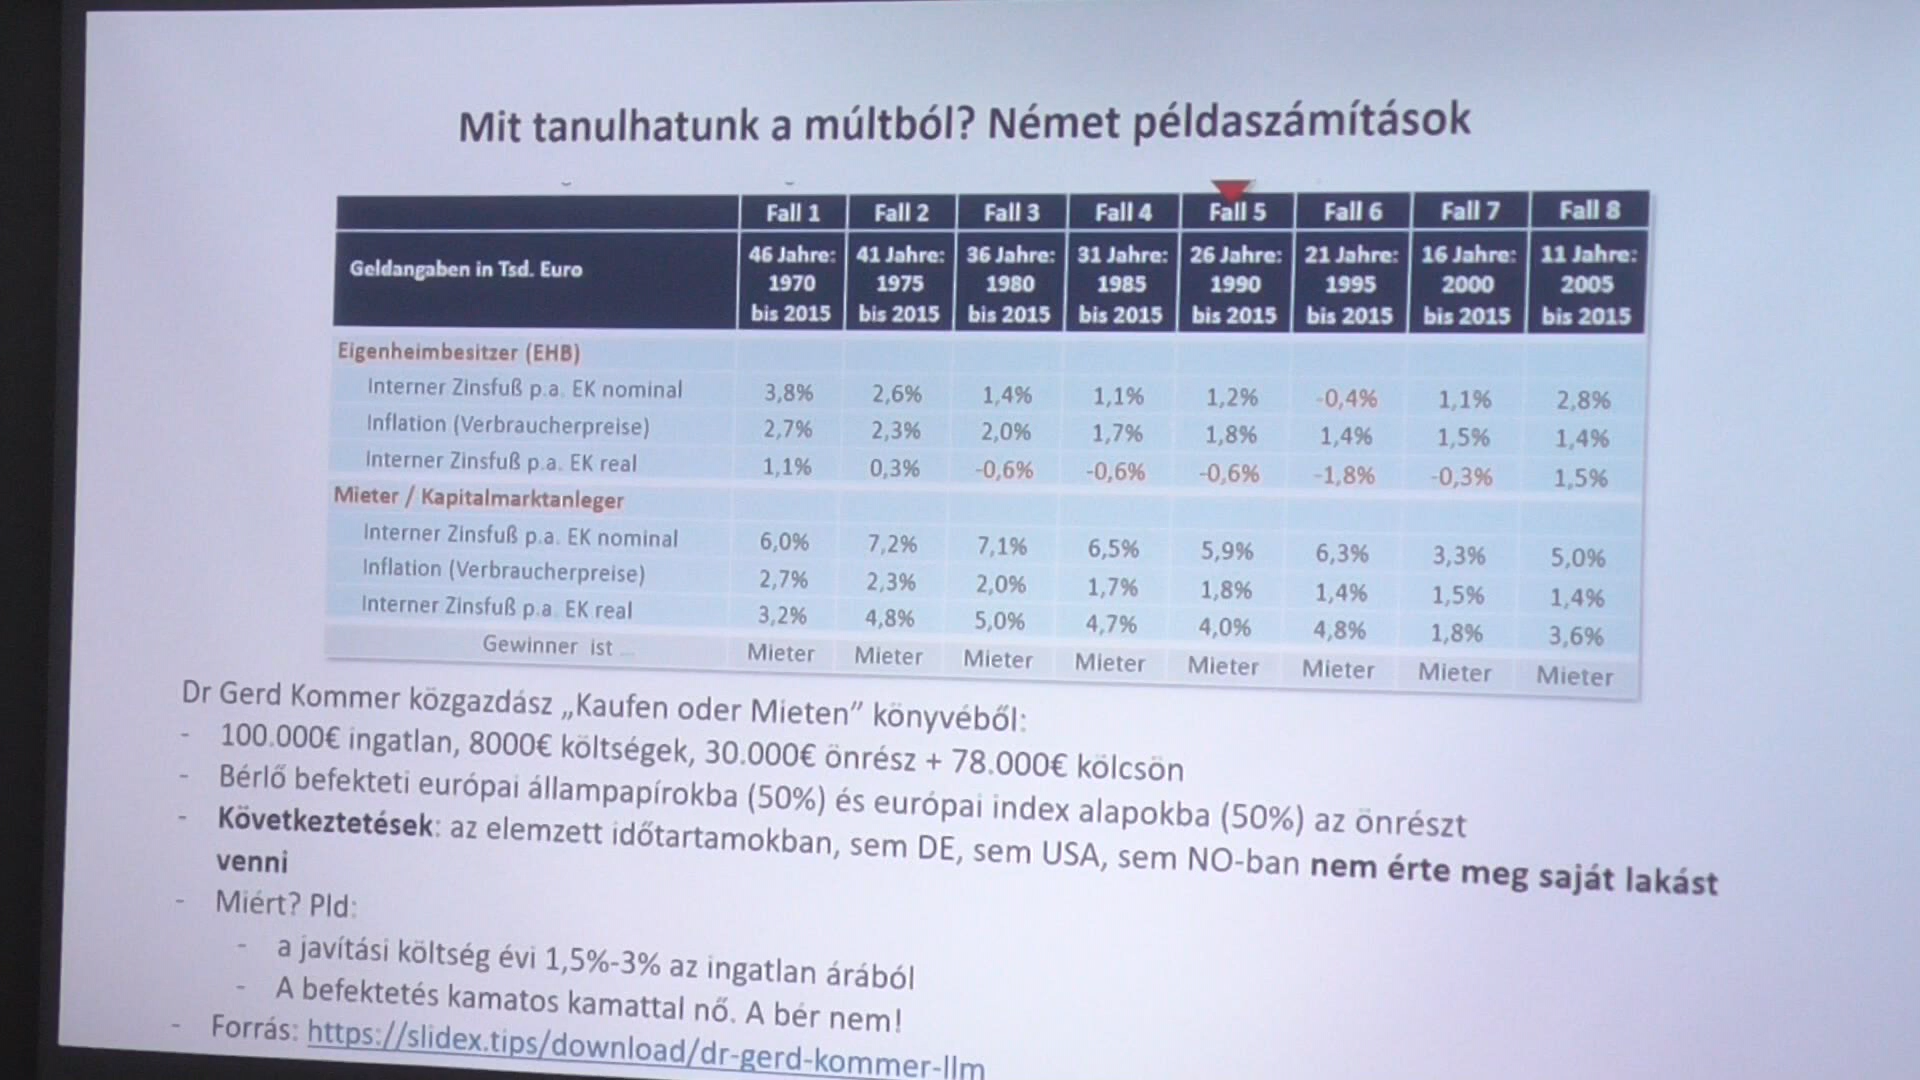 Mit tanulhatunk a múltból? Német példaszámítások
Fall 1 Fall 2 Fall 3 Fall 4 Fall 5 Fall 6 Fall 7 Fall 8
Geldangaben in Tsd. Euro
46 Jahre: 41 Jahre: 36 Jahre: 31 Jahre: 26 Jahre: 21 Jahre: 16 Jahre: 11 Jahre:
1970 1975 1980 1985 1990 1995 2000 2005
bis 2015 bis 2015 bis 2015 bis 2015 bis 2015 bis 2015 bis 2015 bis 2015
Eigenheimbesitzer (EHB)
Interner Zinsfuß p.a. EK nominal 3,8% 2,6% 1,4% 1,1% 1,2% -0,4% 1,1% 2,8%
Inflation (Verbraucherpreise) 2,7% 2,3% 2,0% 1,7% 1,8% 1,4% 1,5% 1,4%
Interner Zinsfuß p.a. EK real 1,1% 0,3% -0,6% -0,6% -0,6% -1,8% -0,3% 1,5%
Mieter / Kapitalmarktanleger
Interner Zinsfuß p.a. EK nominal 6,0% 7,2% 7,1% 6,5% 5,9% 6,3% 3,3% 5,0%
Inflation (Verbraucherpreise) 2,7% 2,3% 2,0% 1,7% 1,8% 1,4% 1,5% 1,4%
Interner Zinsfuß p.a. EK real 3,2% 4,8% 5,0% 4,7% 4,0% 4,8% 1,8% 3,6%
Gewinner ist ... Mieter Mieter Mieter Mieter Mieter Mieter Mieter Mieter
Dr Gerd Kommer közgazdász „Kaufen oder Mieten” könyvéből:
- 100.000€ ingatlan, 8000€ költségek, 30.000€ önrész + 78.000€ kölcsön
- Bérlő befekteti európai állampapírokba (50%) és európai index alapokba (50%) az önrészt
- Következtetések: az elemzett időtartamokban, sem DE, sem USA, sem NO-ban nem érte meg saját lakást
venni
- Miért? Pld:
- a javítási költség évi 1,5%-3% az ingatlan árából
- A befektetés kamatos kamattal nő. A bér nem!
- Forrás: https://slidex.tips/download/dr-gerd-kommer-llm